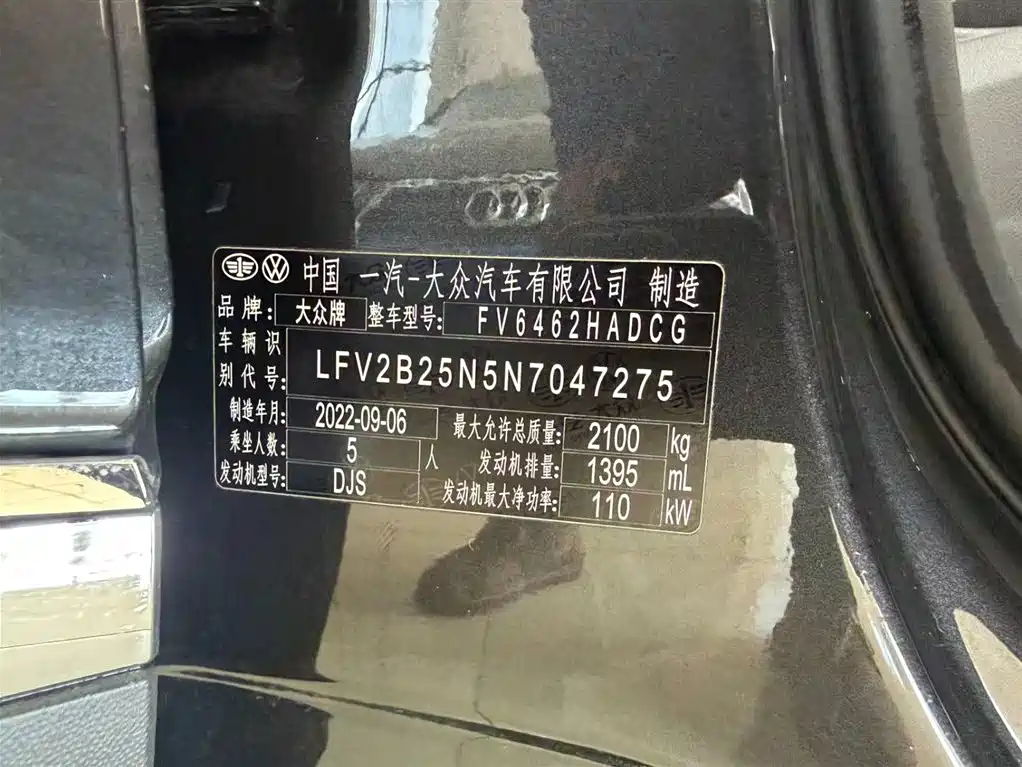 中国 一汽-大众汽车有限公司 制造
品牌: 大众牌 整车型号: FV6462HADCG
车辆识别代号: LFV2B25N5N7047275
制造年月: 2022-09-06 最大允许总质量: 2100 kg
乘坐人数: 5 人 发动机排量: 1395 mL
发动机型号: DJS 发动机最大净功率: 110 kW